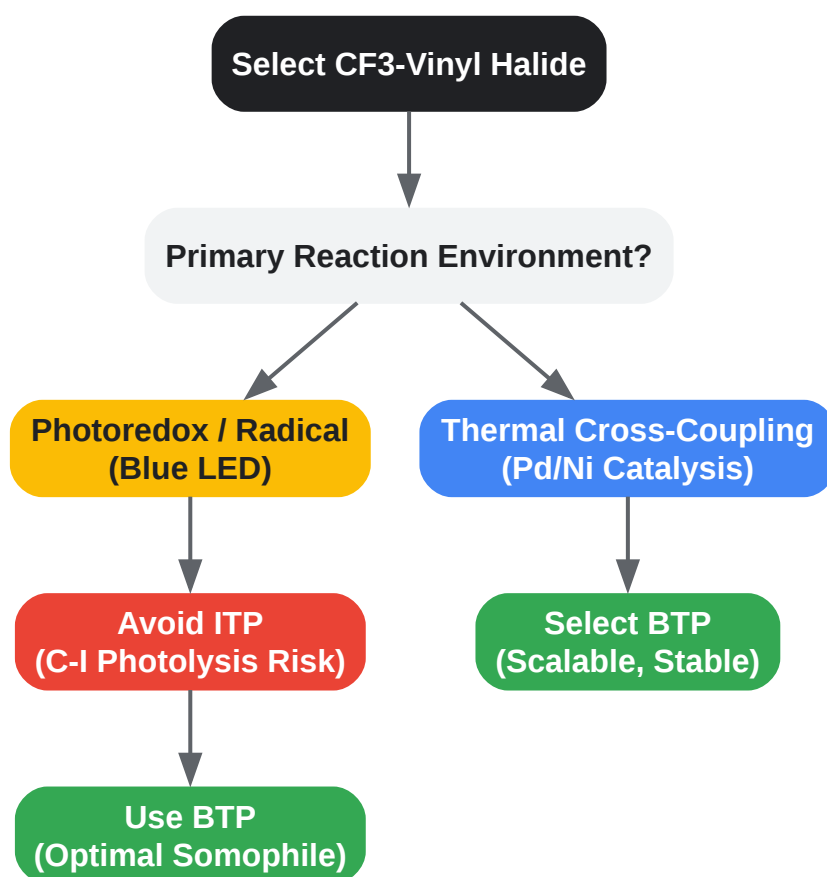 Select CF3-Vinyl Halide
Primary Reaction Environment?
Photoredox / Radical
(Blue LED)
Thermal Cross-Coupling
(Pd/Ni Catalysis)
Avoid ITP
(C-I Photolysis Risk)
Select BTP
(Scalable, Stable)
Use BTP
(Optimal Somophile)